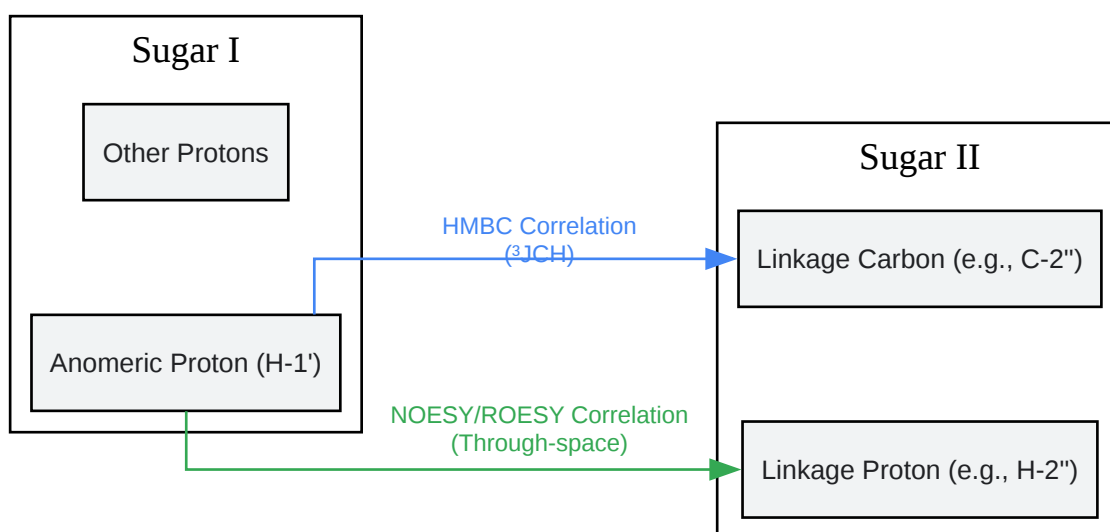 Sugar I
Other Protons
Anomeric Proton (H-1')
HMBC Correlation
(³JCH)
NOESY/ROESY Correlation
(Through-space)
Sugar II
Linkage Carbon (e.g., C-2")
Linkage Proton (e.g., H-2")